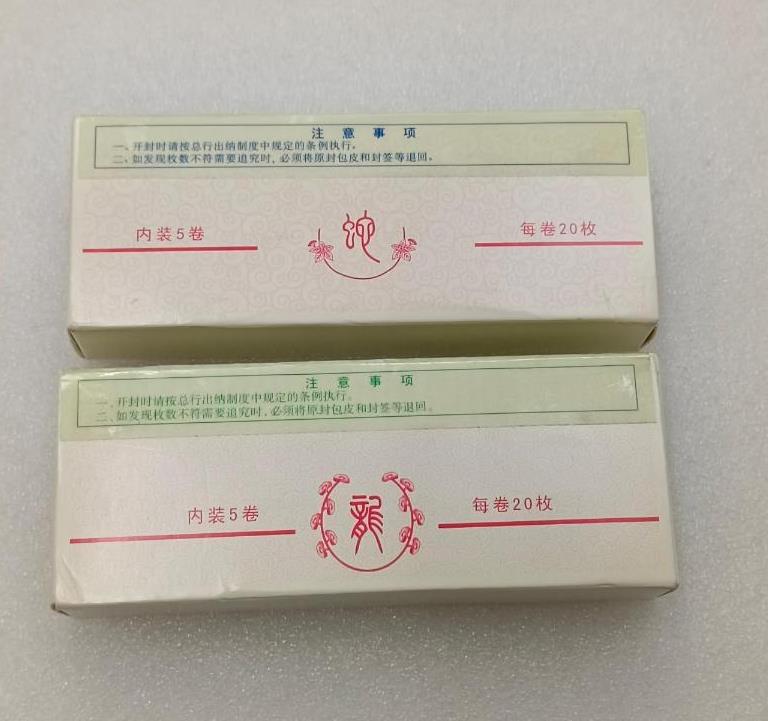 注意事项
一、开封时请按总行出纳制度中规定的条例执行。
二、如发现枚数不符需要追究时,必须将原封包皮和封签等退回。
内装5卷
蛇
每卷20枚
注意事项
一、开封时请按总行出纳制度中规定的条例执行。
二、如发现枚数不符需要追究时,必须将原封包皮和封签等退回。
内装5卷
龍
每卷20枚